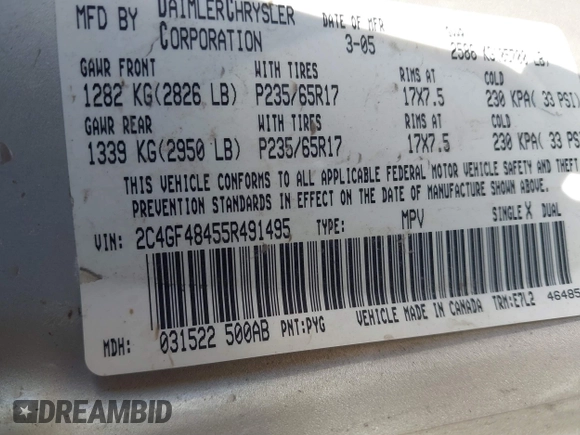 MFD BY DAIMLERCHRYSLER CORPORATION
DATE OF MFR
3-05
GAWR FRONT WITH TIRES RIMS AT COLD
1282 KG(2826 LB) P235/65R17 17X7.5 230 KPA( 33 PSI)
GAWR REAR WITH TIRES RIMS AT COLD
1339 KG(2950 LB) P235/65R17 17X7.5 230 KPA( 33 PSI)
THIS VEHICLE CONFORMS TO ALL APPLICABLE FEDERAL MOTOR VEHICLE SAFETY AND THEFT
STANDARDS IN EFFECT ON THE DATE OF MANUFACTURE SHOWN ABOVE.
VIN: 2C4GF48455R491495 TYPE: MPV SINGLE X DUAL
MDH: 031522 500AB PNT:PYG VEHICLE MADE IN CANADA TRM:E7L2 46485
DREAMBID